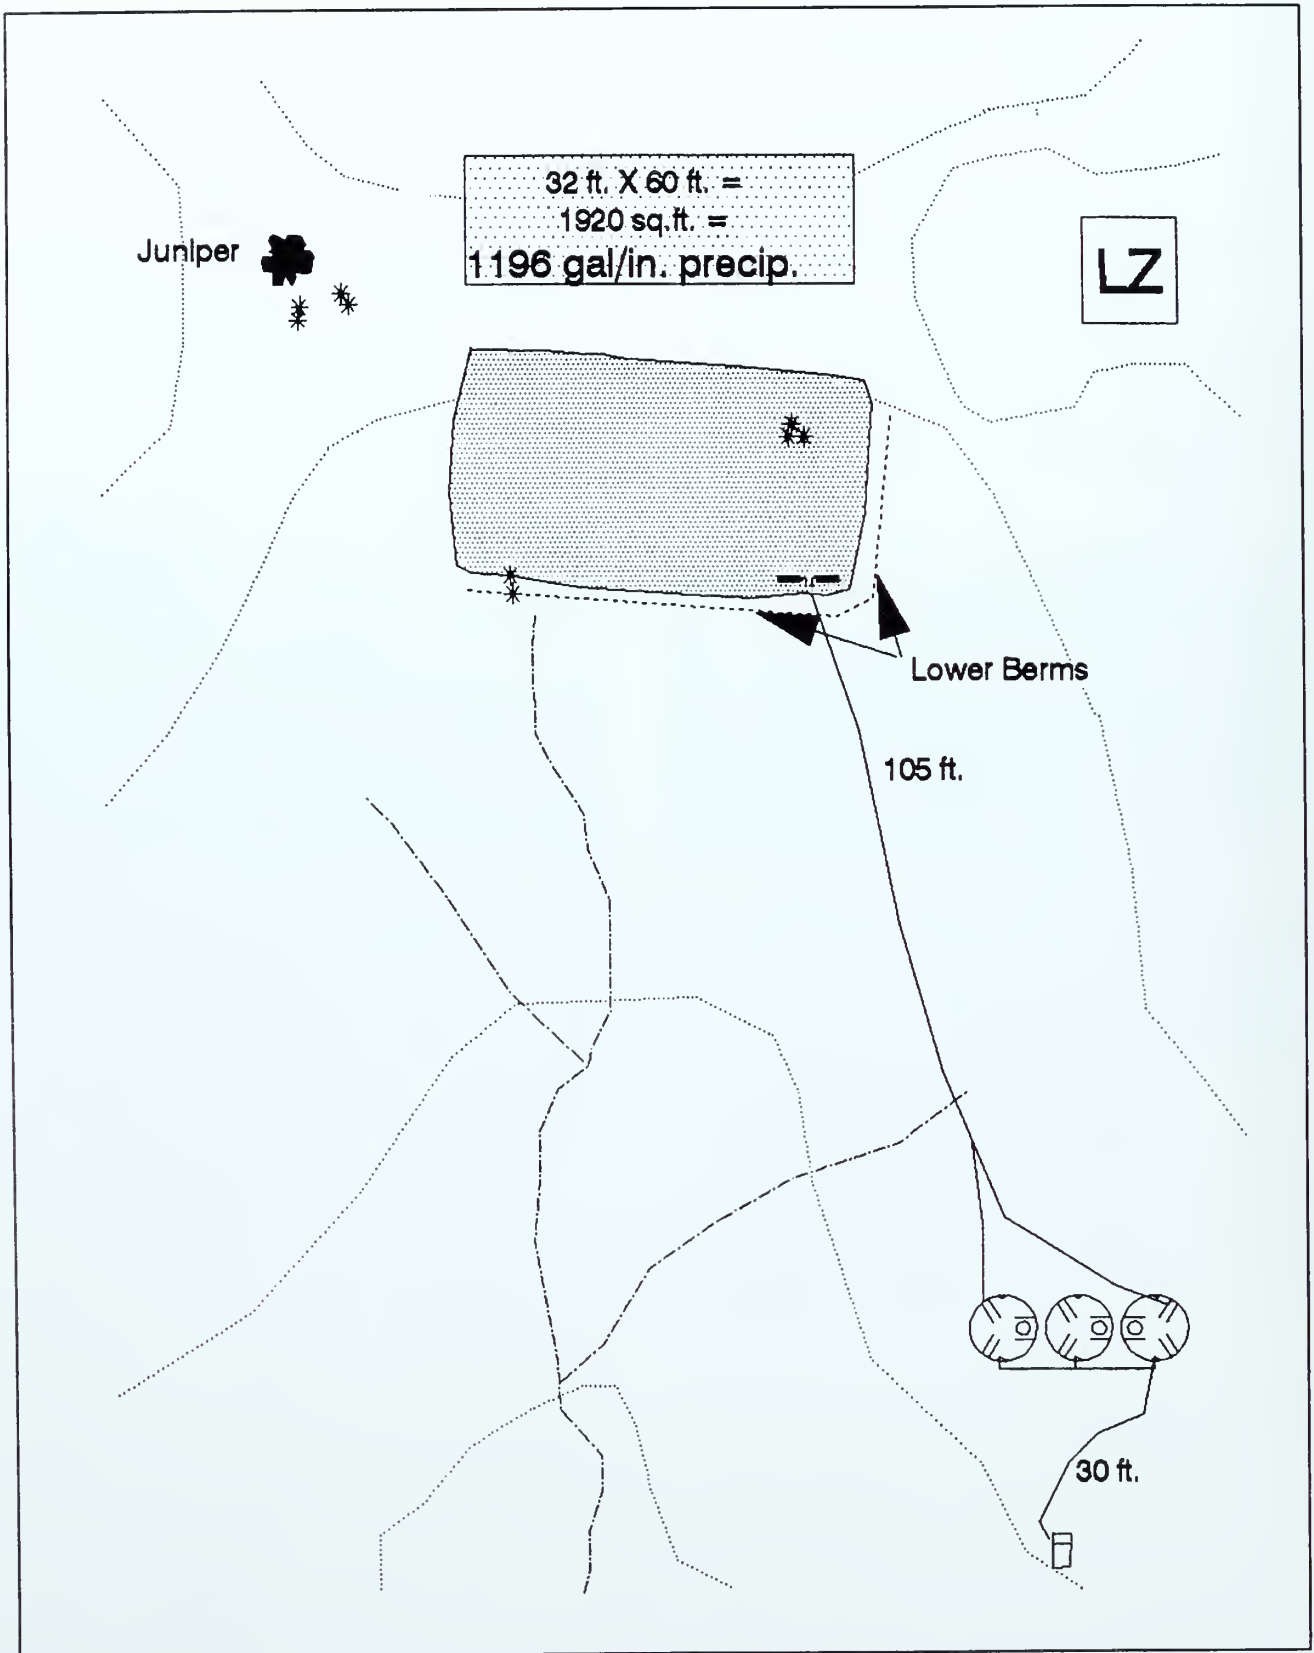 32 ft. X 60 ft. =
1920 sq.ft. =
1196 gal/in. precip.
Juniper
LZ
Lower Berms
105 ft.
30 ft.